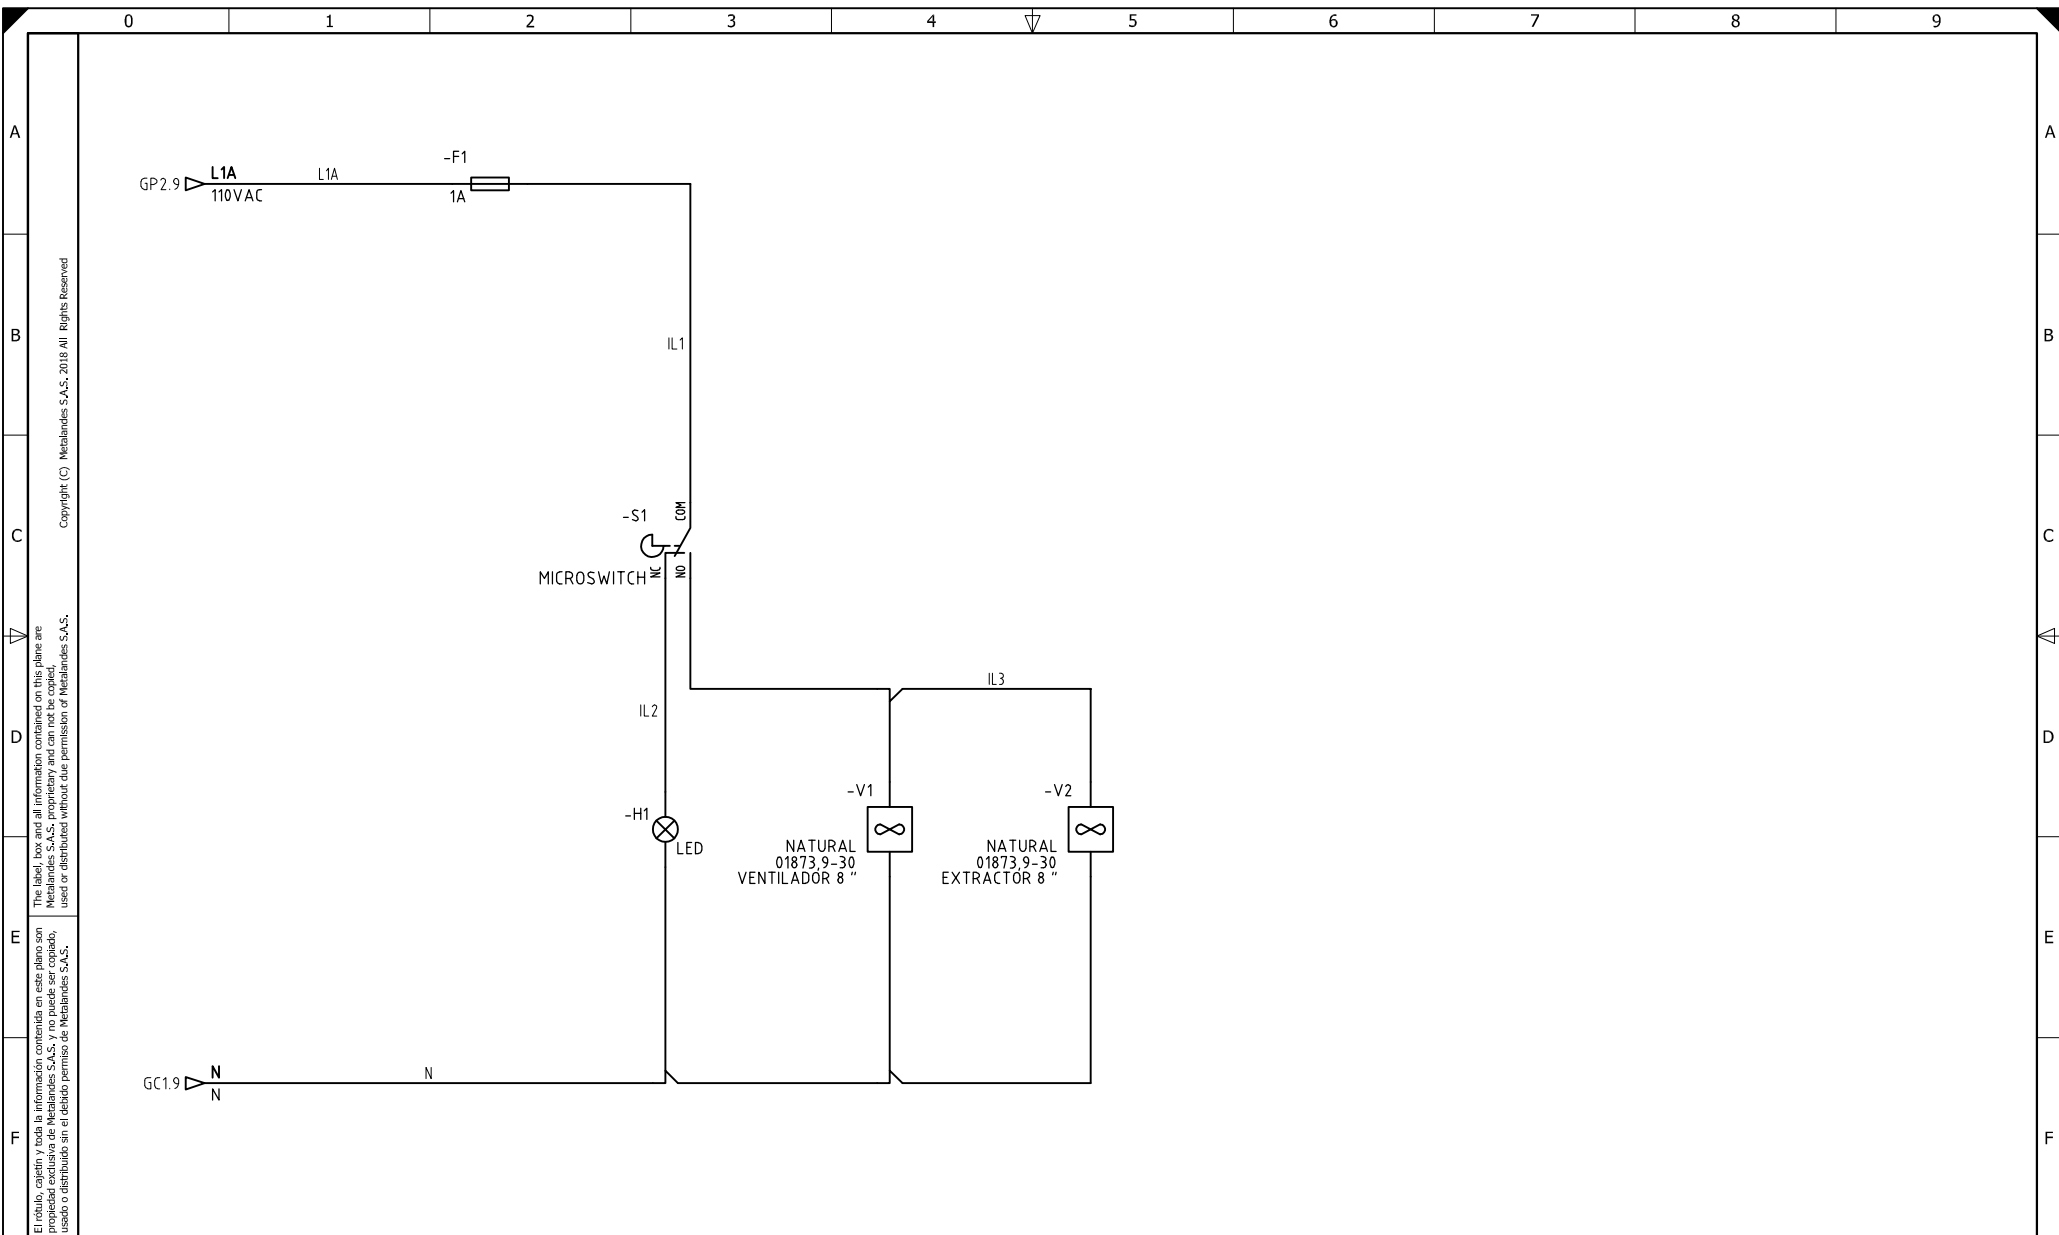 0 1 2 3 4 5 6 7 8 9
A A
-F1
GP2.9 L1A L1A
110VAC 1A
B B
IL1
-S1 COM
C C
MICROSWITCH NC NO
IL3
IL2
D D
-V1 -V2
-H1
LED
NATURAL
01873,9-30
VENTILADOR 8 "
NATURAL
01873,9-30
EXTRACTOR 8 "
E E
GC1.9 N N
N
F F
Copyright (C) Metalandes S.A.S. 2018 All Rights Reserved
The label, box and all information contained on this plane are
Metalandes S.A.S. proprietary and can not be copied,
used or distributed without due permission of Metalandes S.A.S.
El rótulo, cajetín y toda la información contenida en este plano son
propiedad exclusiva de Metalandes S.A.S. y no puede ser copiado,
usado o distribuido sin el debido permiso de Metalandes S.A.S.